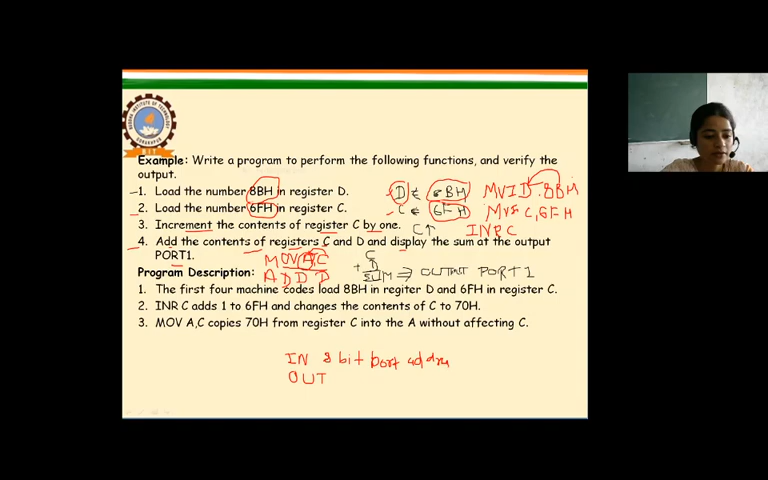 Example: Write a program to perform the following functions, and verify the
output.
1. Load the number 8BH in register D. D ← 8BH MVI D 8BH
2. Load the number 6FH in register C. C ← 6FH MVI C, 6FH
3. Increment the contents of register C by one. C↑ INR C
4. Add the contents of registers C and D and display the sum at the output
PORT1. MOV A,C C
Program Description: ADD D + D SUM ⇒ OUTPUT PORT1
1. The first four machine codes load 8BH in regiter D and 6FH in register C.
2. INR C adds 1 to 6FH and changes the contents of C to 70H.
3. MOV A,C copies 70H from register C into the A without affecting C.
IN 8 bit port addre
OUT